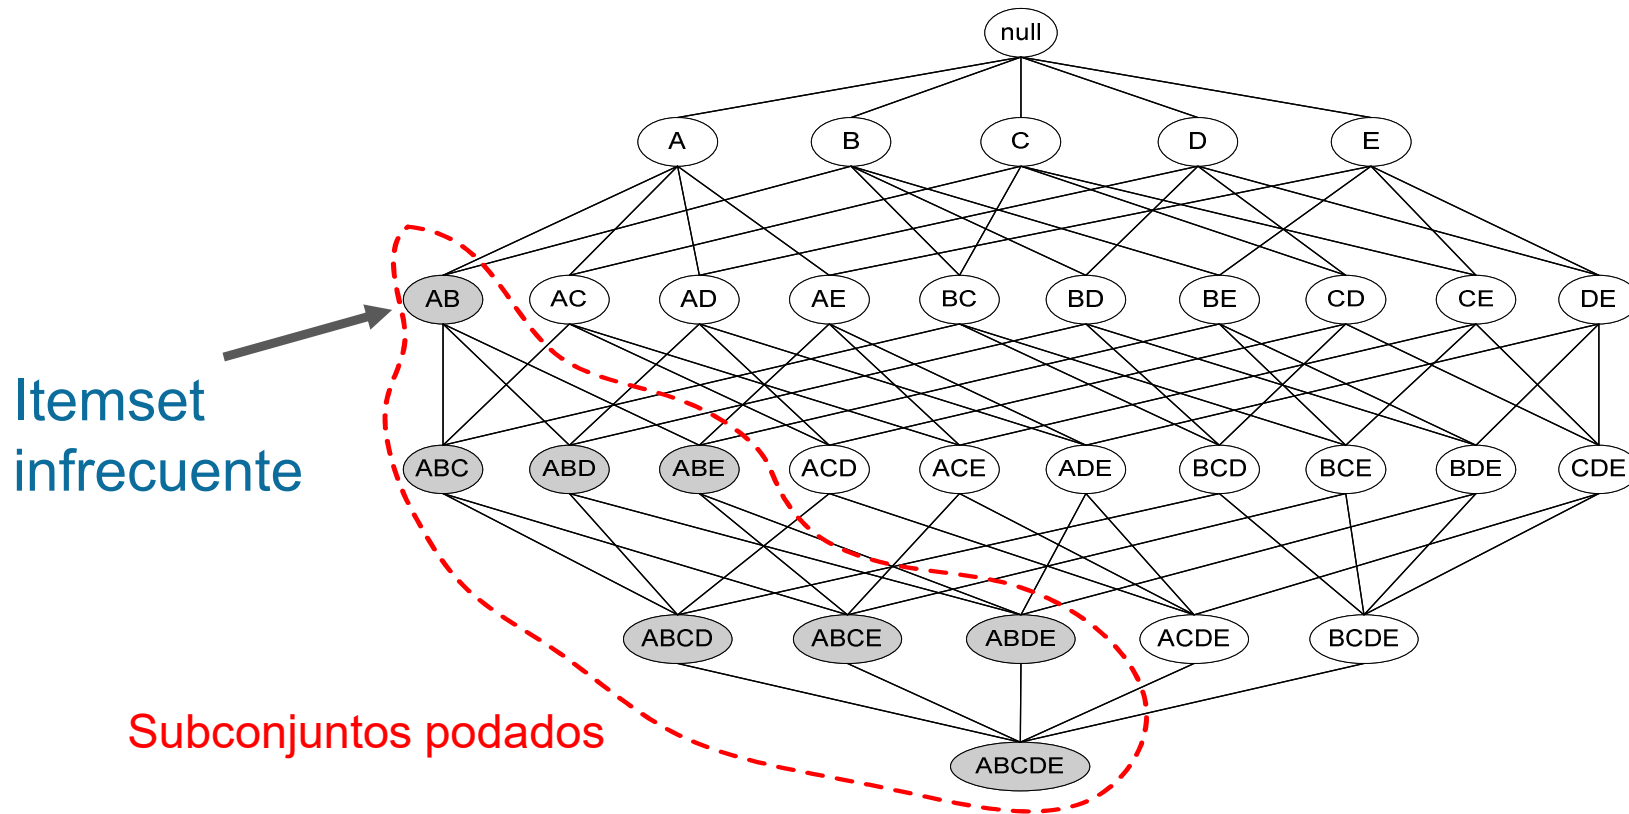 null
A B C D E
AB AC AD AE BC BD BE CD CE DE
Itemset
infrecuente
ABC ABD ABE ACD ACE ADE BCD BCE BDE CDE
ABCD ABCE ABDE ACDE BCDE
Subconjuntos podados
ABCDE